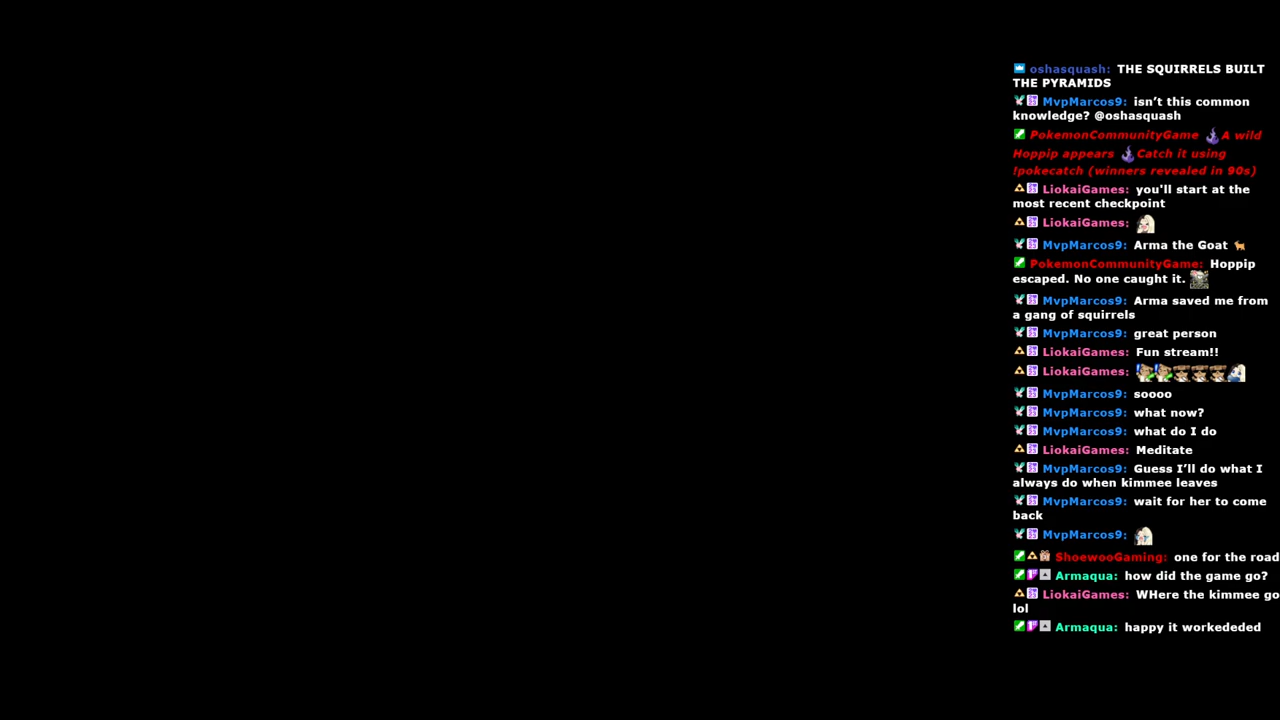 oshasquash: THE SQUIRRELS BUILT
THE PYRAMIDS
MvpMarcos9: isn't this common
knowledge? @oshasquash
PokemonCommunityGame A wild
Hoppip appears Catch it using
!pokecatch (winners revealed in 90s)
LiokaiGames: you'll start at the
most recent checkpoint
LiokaiGames:
MvpMarcos9: Arma the Goat
PokemonCommunityGame: Hoppip
escaped. No one caught it.
MvpMarcos9: Arma saved me from
a gang of squirrels
MvpMarcos9: great person
LiokaiGames: Fun stream!!
LiokaiGames:
MvpMarcos9: soooo
MvpMarcos9: what now?
MvpMarcos9: what do I do
LiokaiGames: Meditate
MvpMarcos9: Guess I'll do what I
always do when kimmee leaves
MvpMarcos9: wait for her to come
back
MvpMarcos9:
ShoewooGaming: one for the road
Armaqua: how did the game go?
LiokaiGames: WHere the kimmee go
lol
Armaqua: happy it workededed